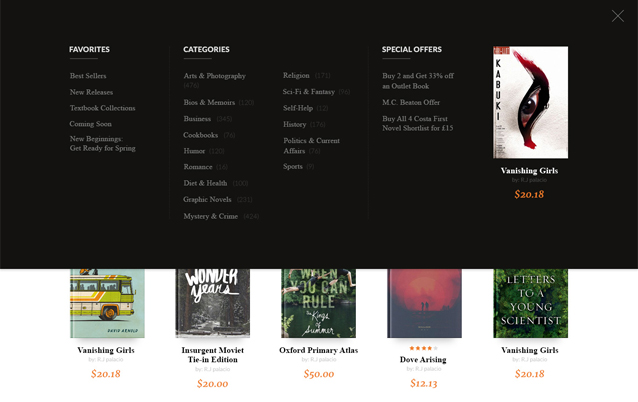 FAVORITES
Best Sellers
New Releases
Textbook Collections
Coming Soon
New Beginnings:
Get Ready for Spring
CATEGORIES
Arts & Photography
(476)
Bios & Memoirs (120)
Business (345)
Cookbooks (76)
Humor (120)
Romance
Diet & Health
Graphic Novels (231)
Mystery & Crime (424)
Religion (171)
Sci-Fi & Fantasy (98)
Self-Help (12)
History (174)
Politics & Current
Affairs (76)
Sports
SPECIAL OFFERS
Buy 2 and Get 33% off
an Outlet Book
M.C. Beaton Offer
Buy All 4 Costa First
Novel Shortlist for £15
KABUKI
Vanishing Girls
by: R.J palacio
$20.18
DAVID ARNOLD
Vanishing Girls
by: R.J palacio
$20.18
WONDER
years
Insurgent Moviet
Tie-in Edition
by: R.J palacio
$20.00
WHEN
YOU CAN
RULE
the Kings
of
summer
Oxford Primary Atlas
by: R.J palacio
$50.00
Dove Arising
by: R.J palacio
$12.13
LETTERS
TO A
YOUNG
SCIENTIST
Vanishing Girls
by: R.J palacio
$20.18